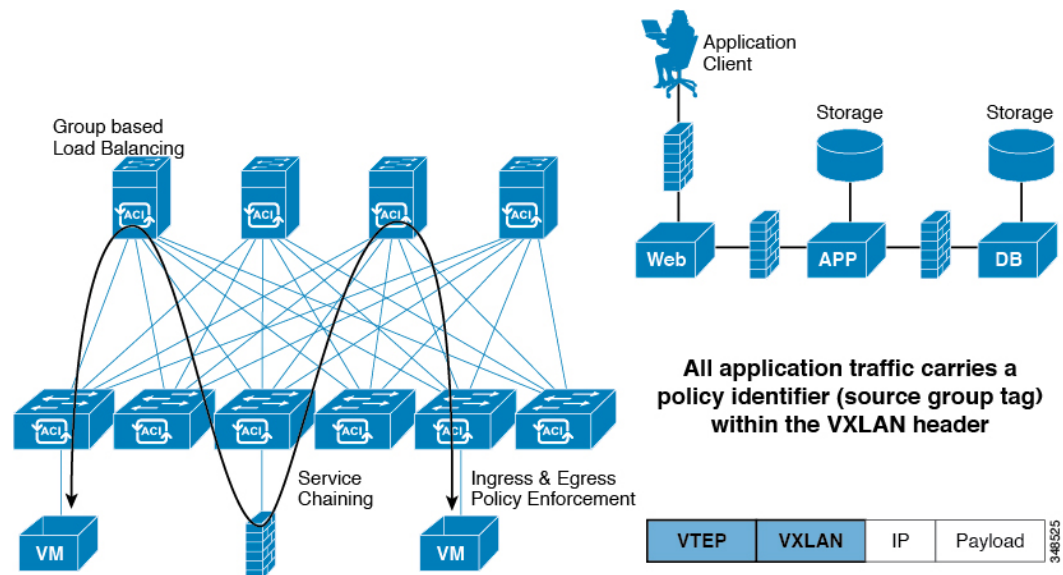 Group based
Load Balancing
ACI
ACI
ACI
ACI
ACI
ACI
ACI
ACI
ACI
ACI
Service
Chaining
Ingress & Egress
Policy Enforcement
VM
VM
Application
Client
Storage
Storage
Web
APP
DB
All application traffic carries a
policy identifier (source group tag)
within the VXLAN header
VTEP
VXLAN
IP
Payload
348525